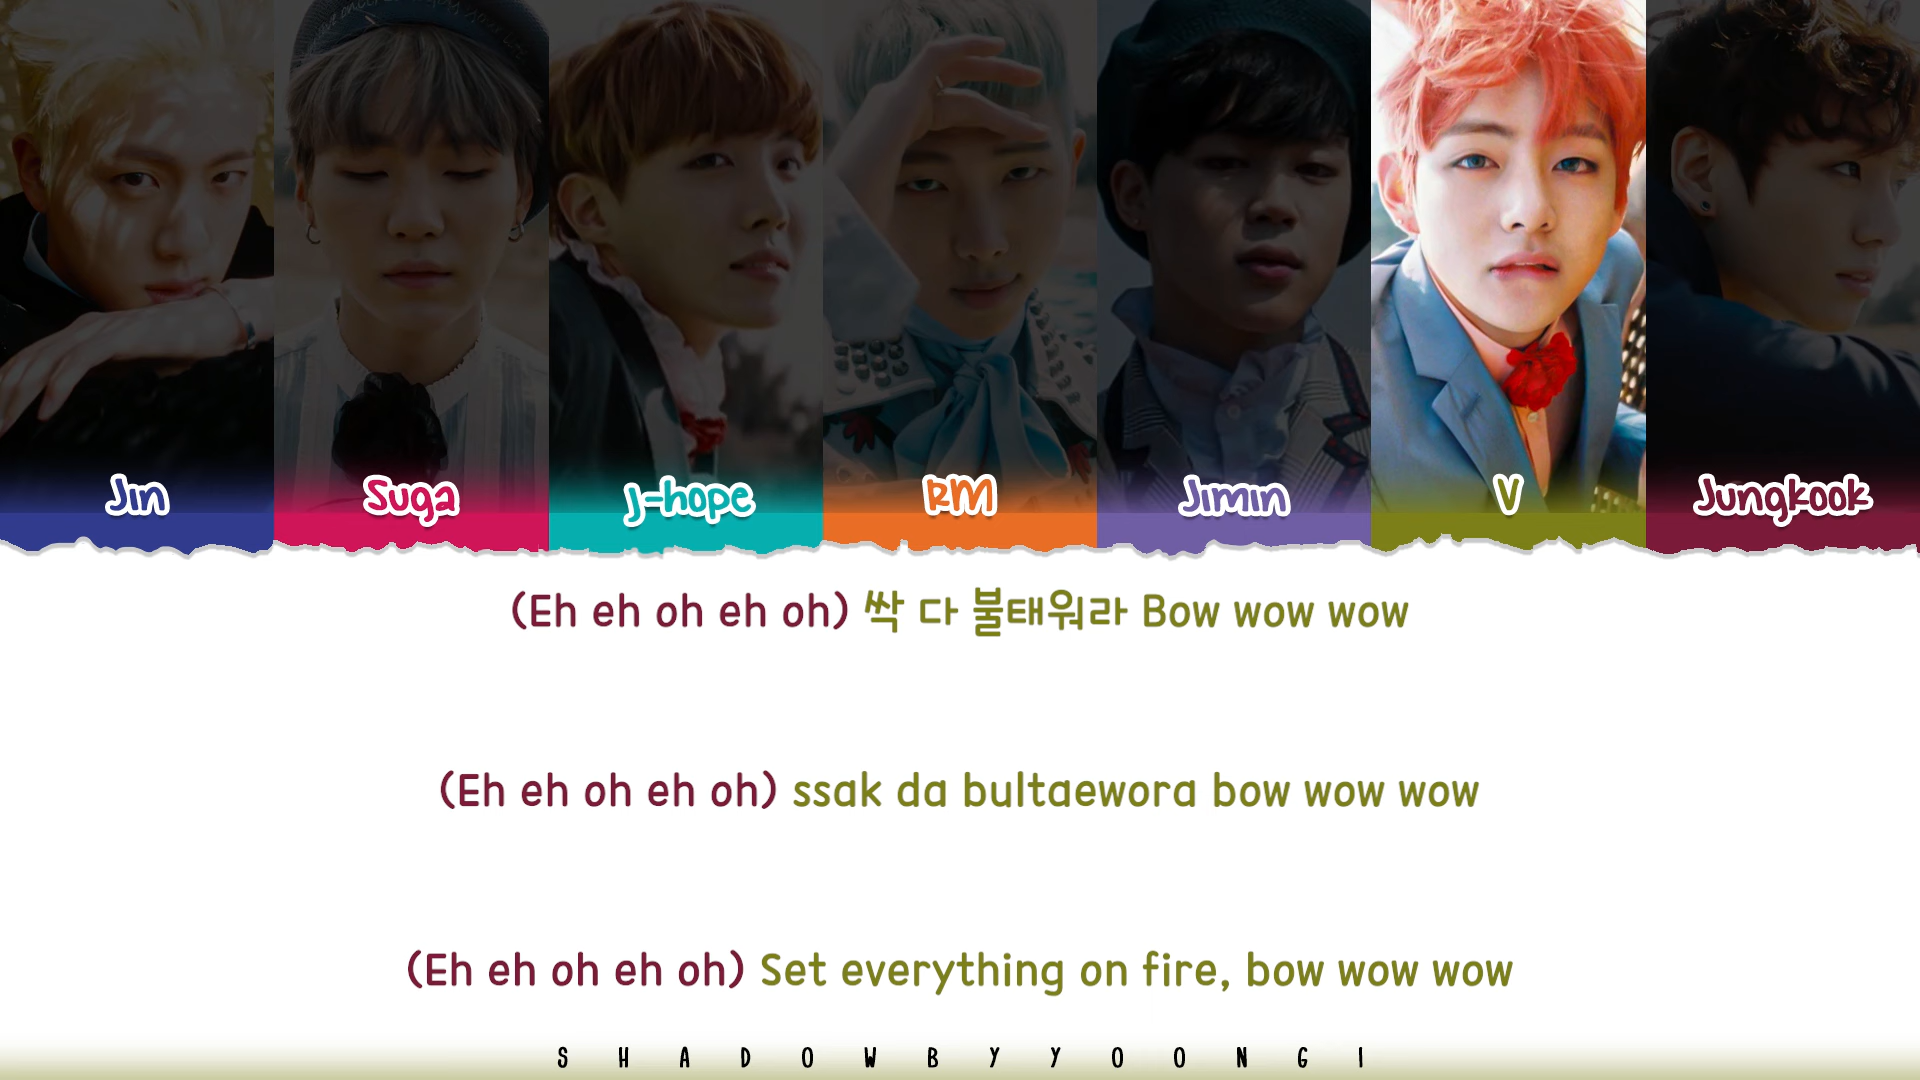 Jin Suga J-hope RM Jimin V Jungkook
(Eh eh oh eh oh) 싹 다 불태워라 Bow wow wow
(Eh eh oh eh oh) ssak da bultaewora bow wow wow
(Eh eh oh eh oh) Set everything on fire, bow wow wow
SHADOWBYYOONGI